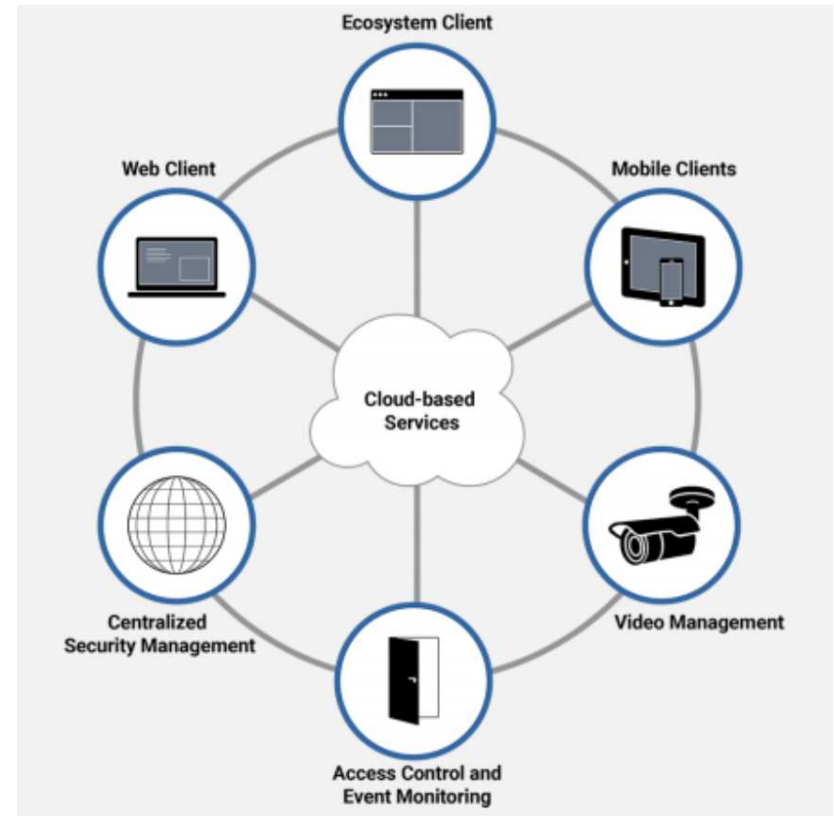 Ecosystem Client
Web Client
Mobile Clients
Cloud-based
Services
Centralized
Security Management
Video Management
Access Control and
Event Monitoring